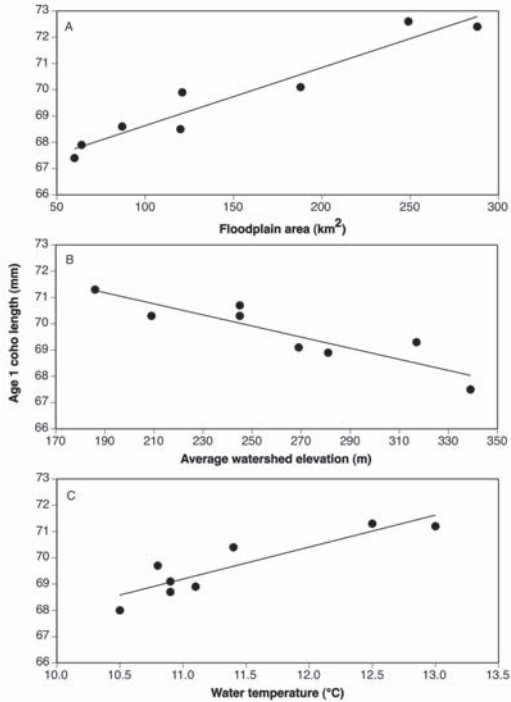 73
A
72
71
70
69
68
67
66
50 100 150 200 250 300
Floodplain area (km2)
Age 1 coho length (mm)
73
B
72
71
70
69
68
67
66
170 190 210 230 250 270 290 310 330 350
Average watershed elevation (m)
73
C
72
71
70
69
68
67
66
10.0 10.5 11.0 11.5 12.0 12.5 13.0 13.5
Water temperature (°C)